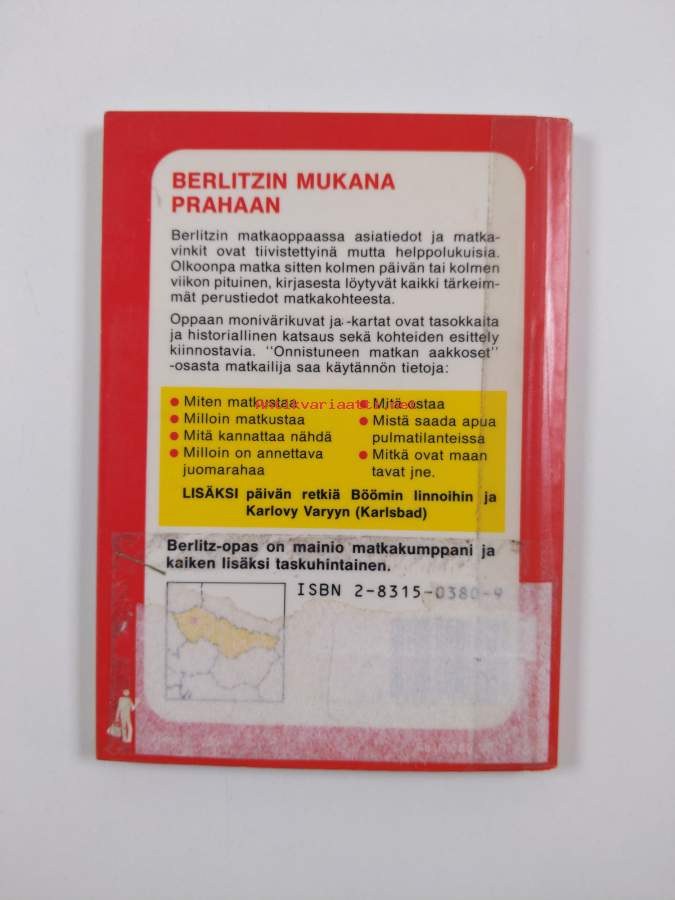 BERLITZIN MUKANA
PRAHAAN
Berlitzin matkaoppaassa asiatiedot ja matka-
vinkit ovat tiivistettyinä mutta helppolukuisia.
Olkoonpa matka sitten kolmen päivän tai kolmen
viikon pituinen, kirjasesta löytyvät kaikki tärkeim-
mät perustiedot matkakohteesta.
Oppaan monivärikuvat ja -kartat ovat tasokkaita
ja historiallinen katsaus sekä kohteiden esittely
kiinnostavia. "Onnistuneen matkan aakkoset"
-osasta matkailija saa käytännön tietoja:
● Miten matkustaa
● Milloin matkustaa
● Mitä kannattaa nähdä
● Milloin on annettava
juomarahaa
● Mitä ostaa
● Mistä saada apua
pulmatilanteissa
● Mitkä ovat maan
tavat jne.
Antikvariaatti.net
LISÄKSI päivän retkiä Böömin linnoihin ja
Karlovy Varyyn (Karlsbad)
Berlitz-opas on mainio matkakumppani ja
kaiken lisäksi taskuhintainen.
ISBN 2-8315-0380-9